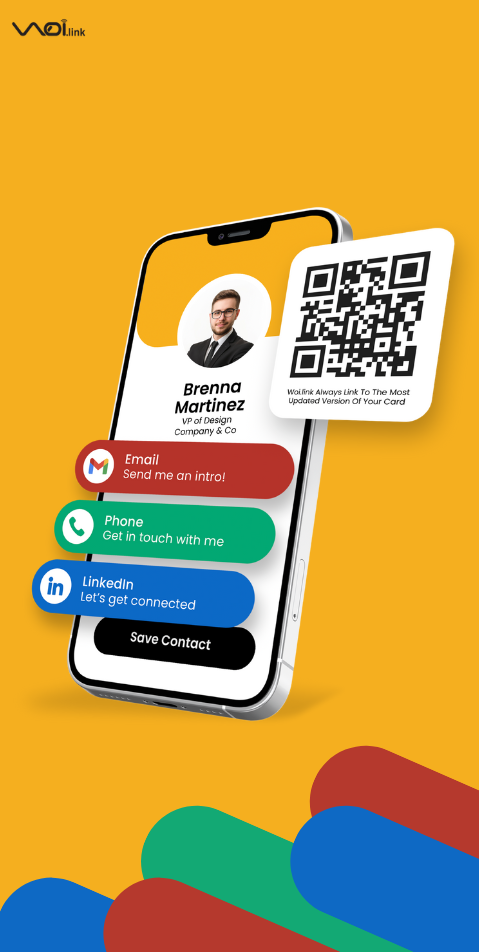 woi.link
Brenna
Martinez
VP of Design
Company & Co
Woi.link Always Link To The Most
Updated Version Of Your Card
Email
Send me an intro!
Phone
Get in touch with me
in
LinkedIn
Let's get connected
Save Contact